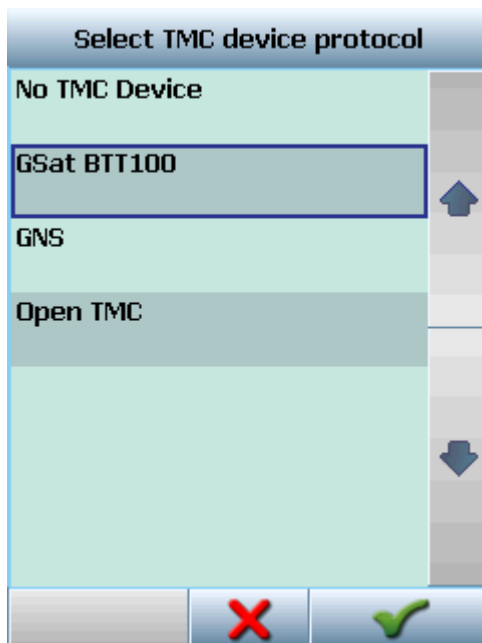 Select TMC device protocol
No TMC Device
GSat BTT100
GNS
Open TMC